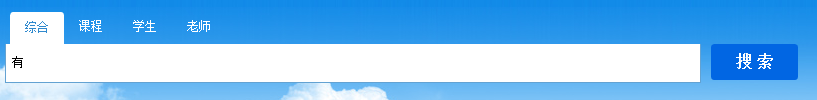 综合 课程 学生 老师
有 搜 索